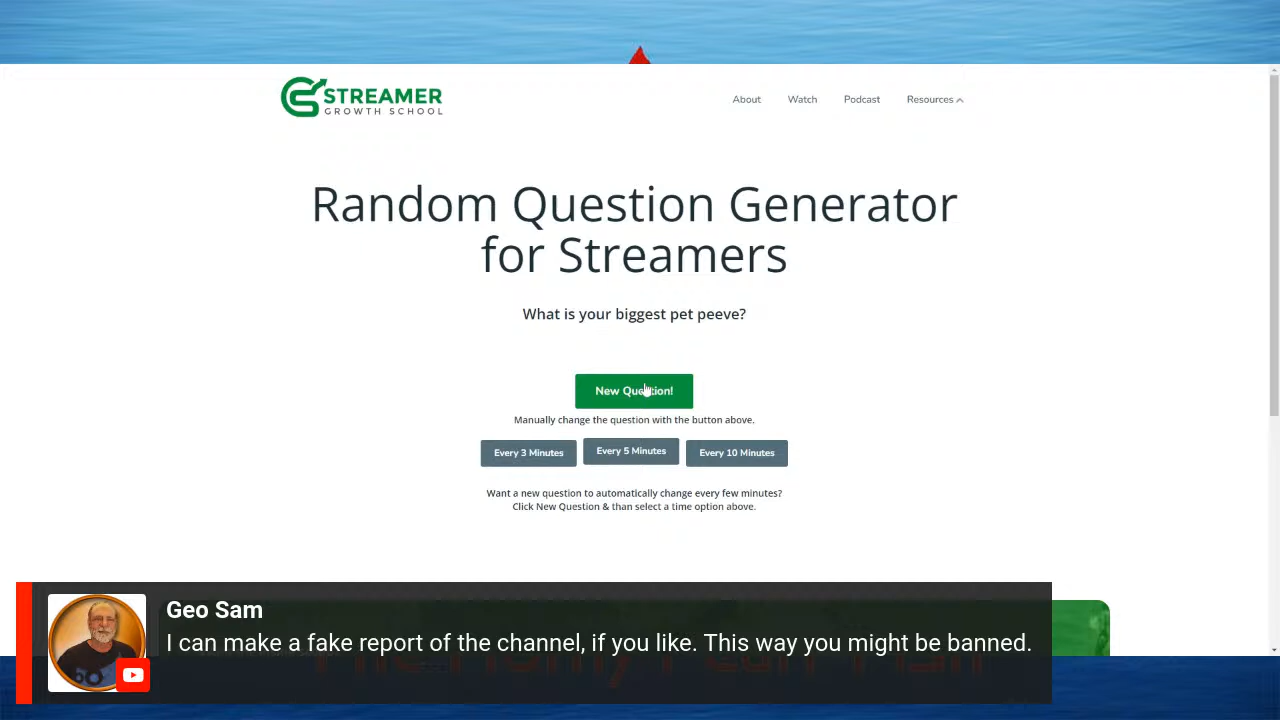 STREAMER
GROWTH SCHOOL
About
Watch
Podcast
Resources
Random Question Generator
for Streamers
What is your biggest pet peeve?
New Question!
Manually change the question with the button above.
Every 3 Minutes
Every 5 Minutes
Every 10 Minutes
Want a new question to automatically change every few minutes?
Click New Question & than select a time option above.
Geo Sam
I can make a fake report of the channel, if you like. This way you might be banned.